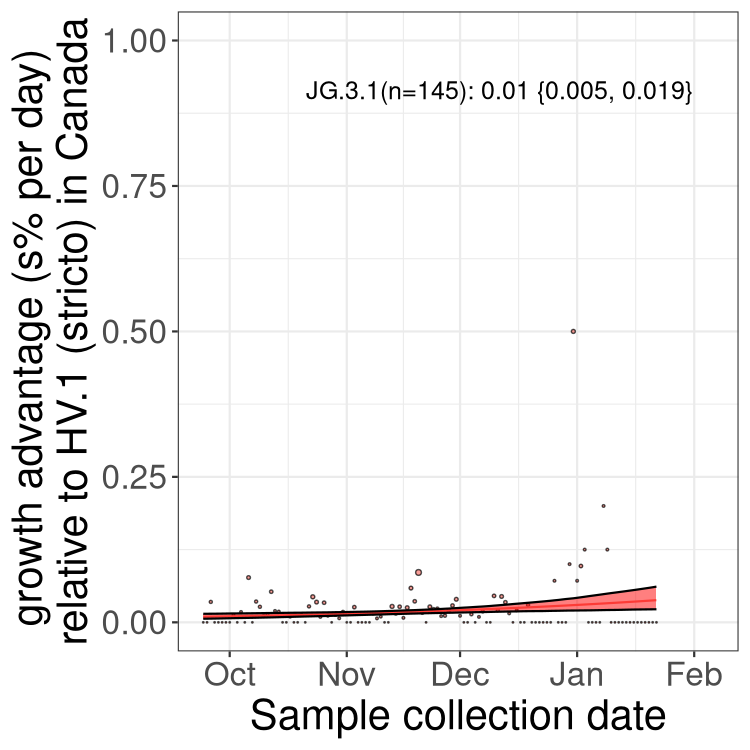 growth advantage (s% per day)
relative to HV.1 (stricto) in Canada
1.00
0.75
0.50
0.25
0.00
JG.3.1(n=145): 0.01 {0.005, 0.019}
Oct Nov Dec Jan Feb
Sample collection date